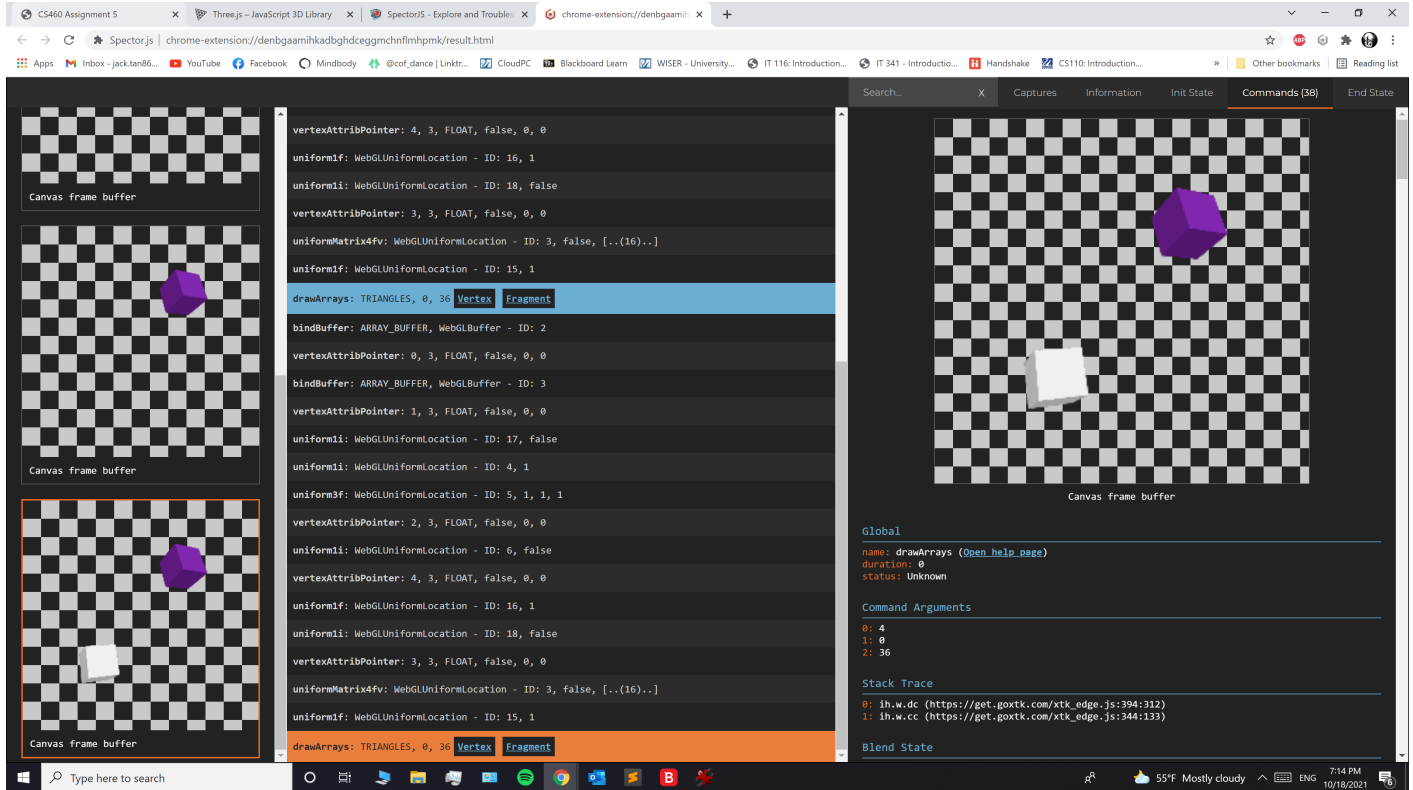 CS460 Assignment 5
Three.js – JavaScript 3D Library
SpectorJS - Explore and Troubles
chrome-extension://denbgaamih
Spector.js | chrome-extension://denbgaamihkadbghdceggmchnflmhpmk/result.html
Apps
Inbox - jack.tan86...
YouTube
Facebook
Mindbody
@cof_dance | Linktr...
CloudPC
Blackboard Learn
WISER - University...
IT 116: Introduction...
IT 341 - Introductio...
Handshake
CS110: Introduction...
»
Other bookmarks
Reading list
Search...
X
Captures
Information
Init State
Commands (38)
End State
Canvas frame buffer
Canvas frame buffer
Canvas frame buffer
vertexAttribPointer: 4, 3, FLOAT, false, 0, 0
uniform1f: WebGLUniformLocation - ID: 16, 1
uniform1i: WebGLUniformLocation - ID: 18, false
vertexAttribPointer: 3, 3, FLOAT, false, 0, 0
uniformMatrix4fv: WebGLUniformLocation - ID: 3, false, [..(16)..]
uniform1f: WebGLUniformLocation - ID: 15, 1
drawArrays: TRIANGLES, 0, 36 Vertex Fragment
bindBuffer: ARRAY_BUFFER, WebGLBuffer - ID: 2
vertexAttribPointer: 0, 3, FLOAT, false, 0, 0
bindBuffer: ARRAY_BUFFER, WebGLBuffer - ID: 3
vertexAttribPointer: 1, 3, FLOAT, false, 0, 0
uniform1i: WebGLUniformLocation - ID: 17, false
uniform1i: WebGLUniformLocation - ID: 4, 1
uniform3f: WebGLUniformLocation - ID: 5, 1, 1, 1
vertexAttribPointer: 2, 3, FLOAT, false, 0, 0
uniform1i: WebGLUniformLocation - ID: 6, false
vertexAttribPointer: 4, 3, FLOAT, false, 0, 0
uniform1f: WebGLUniformLocation - ID: 16, 1
uniform1i: WebGLUniformLocation - ID: 18, false
vertexAttribPointer: 3, 3, FLOAT, false, 0, 0
uniformMatrix4fv: WebGLUniformLocation - ID: 3, false, [..(16)..]
uniform1f: WebGLUniformLocation - ID: 15, 1
drawArrays: TRIANGLES, 0, 36 Vertex Fragment
Canvas frame buffer
Global
name: drawArrays (Open help page)
duration: 0
status: Unknown
Command Arguments
0: 4
1: 0
2: 36
Stack Trace
0: ih.w.dc (https://get.goxtk.com/xtk_edge.js:394:312)
1: ih.w.cc (https://get.goxtk.com/xtk_edge.js:344:133)
Blend State
Type here to search
55°F Mostly cloudy
ENG
7:14 PM
10/18/2021